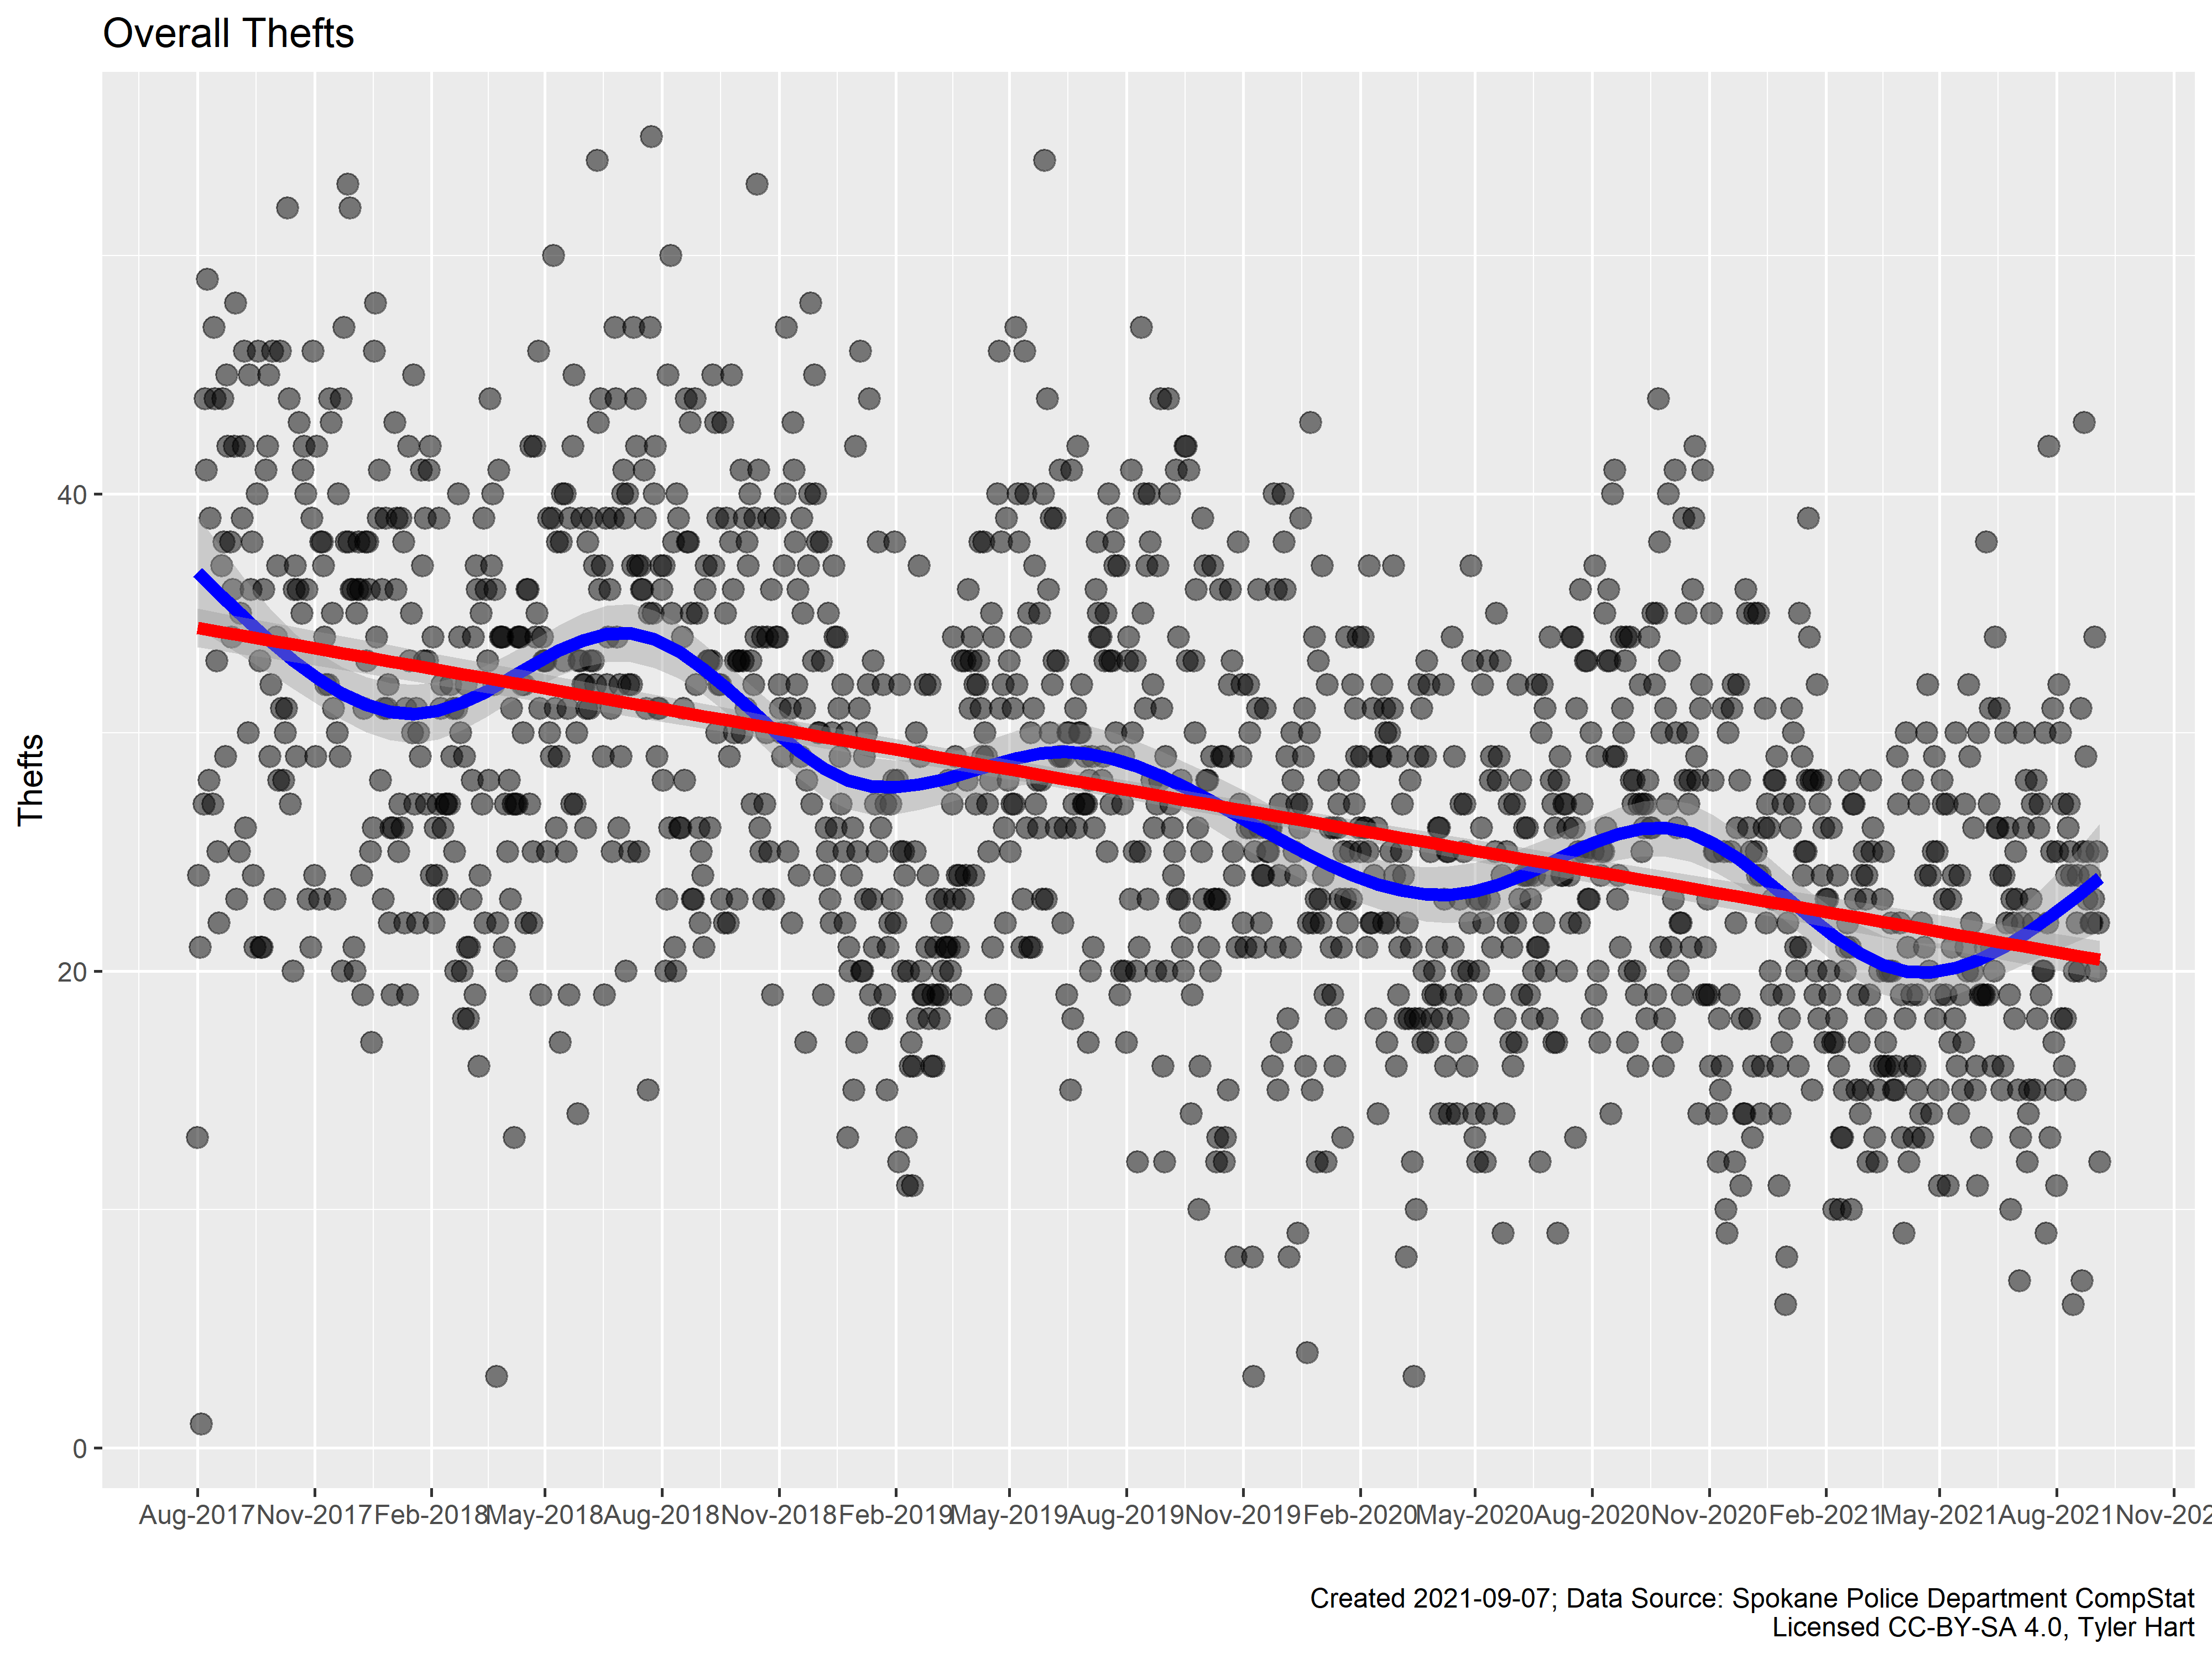 Overall Thefts
Thefts
40
20
0
Aug-2017 Nov-2017 Feb-2018 May-2018 Aug-2018 Nov-2018 Feb-2019 May-2019 Aug-2019 Nov-2019 Feb-2020 May-2020 Aug-2020 Nov-2020 Feb-2021 May-2021 Aug-2021 Nov-202
Created 2021-09-07; Data Source: Spokane Police Department CompStat
Licensed CC-BY-SA 4.0, Tyler Hart